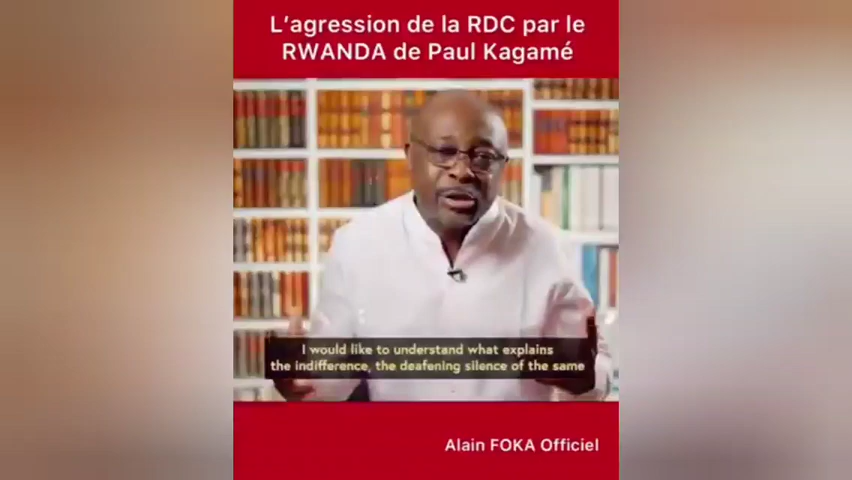 L'agression de la RDC par le
RWANDA de Paul Kagamé
I would like to understand what explains
the indifference, the deafening silence of the same
Alain FOKA Officiel